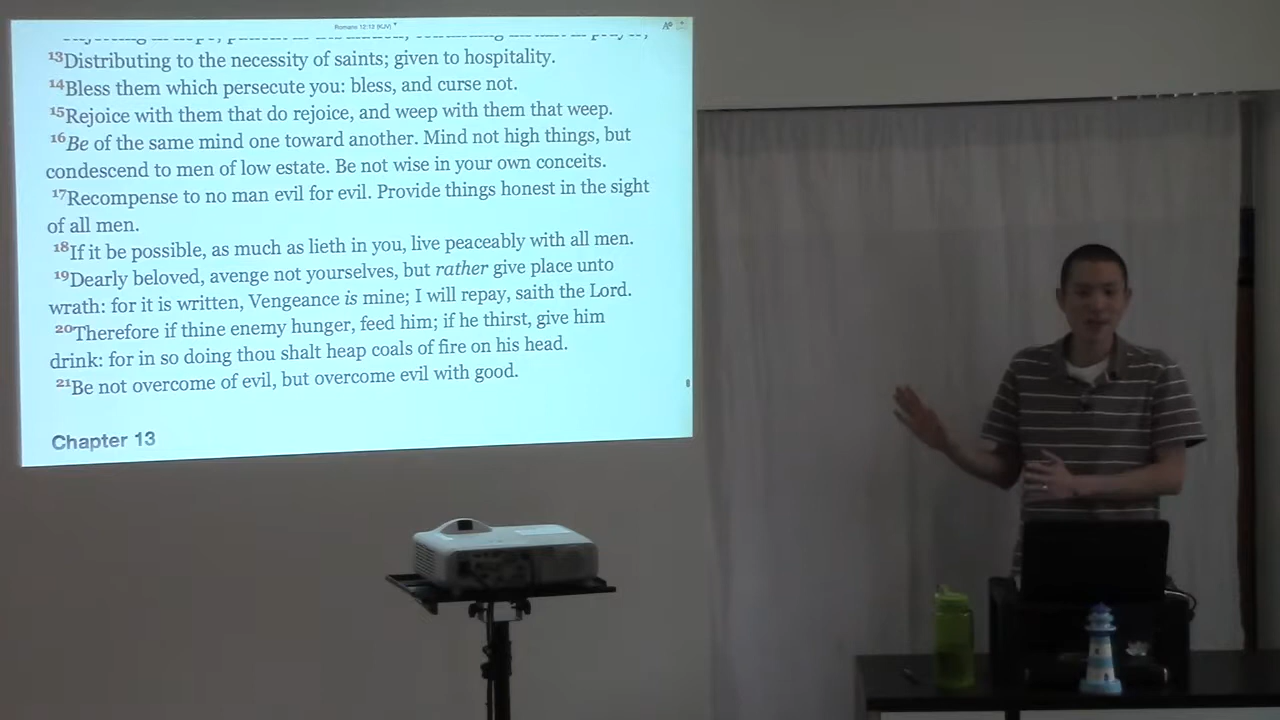 Romans 12:12 (KJV)
13Distributing to the necessity of saints; given to hospitality.
14Bless them which persecute you: bless, and curse not.
15Rejoice with them that do rejoice, and weep with them that weep.
16Be of the same mind one toward another. Mind not high things, but
condescend to men of low estate. Be not wise in your own conceits.
17Recompense to no man evil for evil. Provide things honest in the sight
of all men.
18If it be possible, as much as lieth in you, live peaceably with all men.
19Dearly beloved, avenge not yourselves, but rather give place unto
wrath: for it is written, Vengeance is mine; I will repay, saith the Lord.
20Therefore if thine enemy hunger, feed him; if he thirst, give him
drink: for in so doing thou shalt heap coals of fire on his head.
21Be not overcome of evil, but overcome evil with good.
Chapter 13